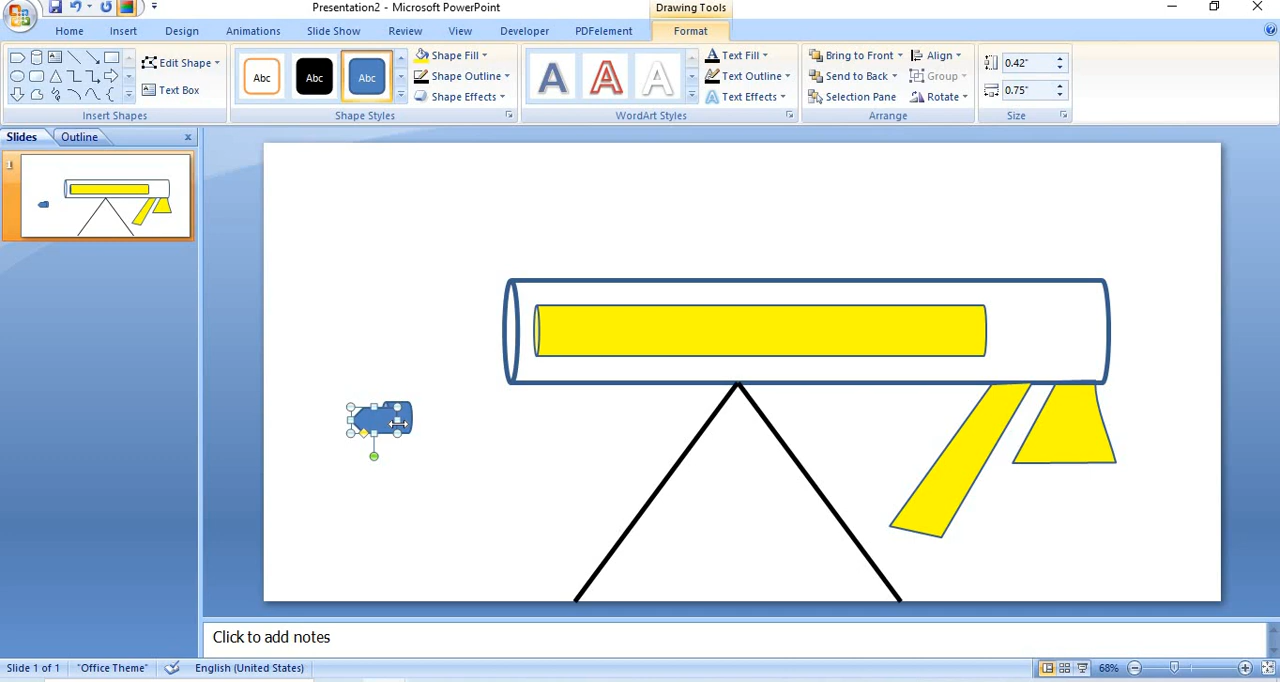 Presentation2 - Microsoft PowerPoint
Drawing Tools
Home Insert Design Animations Slide Show Review View Developer PDFelement Format
Edit Shape
Text Box
Insert Shapes
Abc Abc Abc
Shape Fill
Shape Outline
Shape Effects
Shape Styles
A A A
Text Fill
Text Outline
Text Effects
WordArt Styles
Bring to Front
Send to Back
Selection Pane
Align
Group
Rotate
Arrange
0.42"
0.75"
Size
Slides Outline x
1
Click to add notes
Slide 1 of 1 "Office Theme" English (United States) 68%